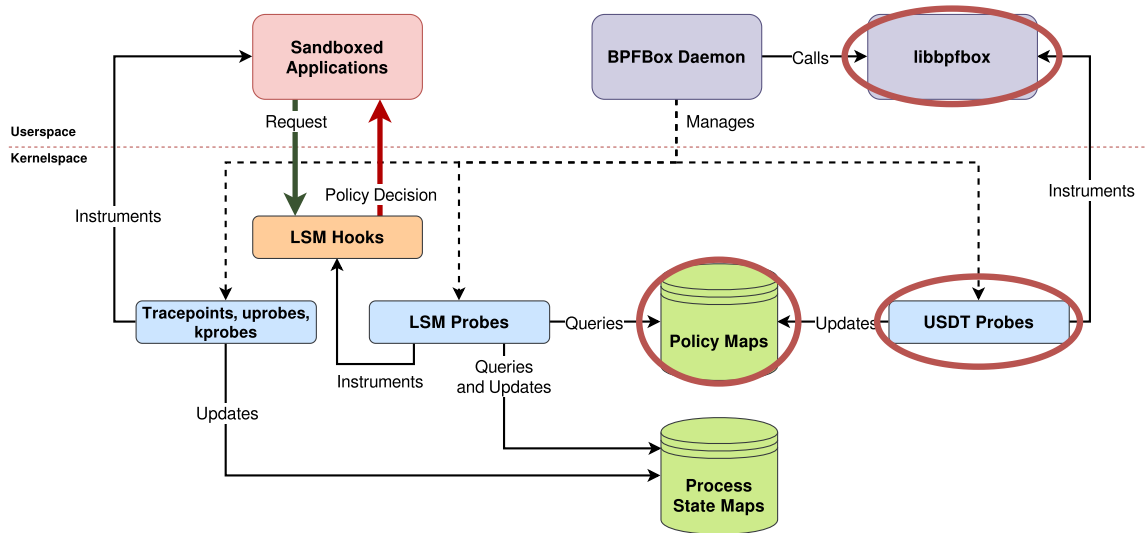 Sandboxed
Applications
BPFBox Daemon
Calls
libbpfbox
Request
Manages
Userspace
Kernelspace
Instruments
Policy Decision
Instruments
LSM Hooks
Tracepoints, uprobes,
kprobes
LSM Probes
Queries
Policy Maps
Updates
USDT Probes
Instruments
Queries
and Updates
Updates
Process
State Maps